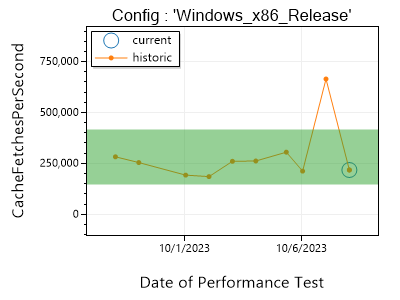 Config : 'Windows_x86_Release'
current
historic
CacheFetchesPerSecond
750,000
500,000
250,000
0
10/1/2023
10/6/2023
Date of Performance Test